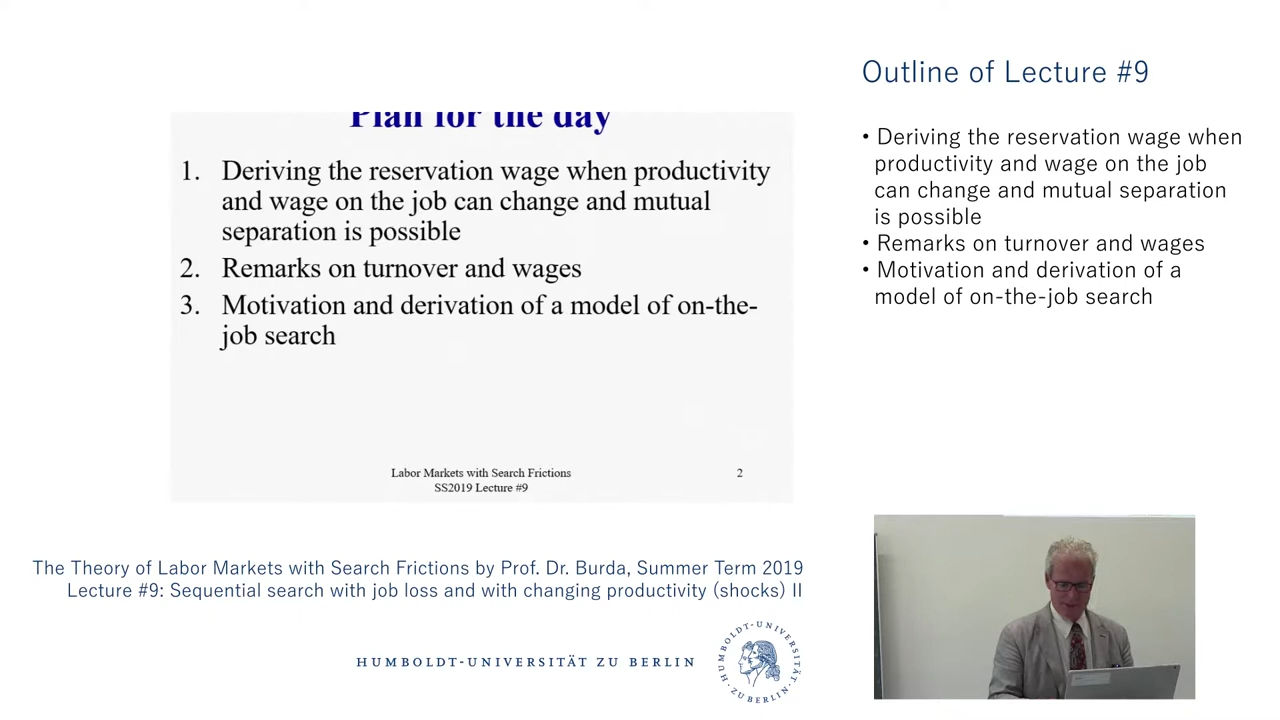 Outline of Lecture #9
• Deriving the reservation wage when
productivity and wage on the job
can change and mutual separation
is possible
• Remarks on turnover and wages
• Motivation and derivation of a
model of on-the-job search
Plan for the day
1. Deriving the reservation wage when productivity
and wage on the job can change and mutual
separation is possible
2. Remarks on turnover and wages
3. Motivation and derivation of a model of on-the-
job search
Labor Markets with Search Frictions
SS2019 Lecture #9
2
The Theory of Labor Markets with Search Frictions by Prof. Dr. Burda, Summer Term 2019
Lecture #9: Sequential search with job loss and with changing productivity (shocks) II
HUMBOLDT-UNIVERSITÄT ZU BERLIN
HUMBOLDT-UNIVERSITÄT
ZU BERLIN